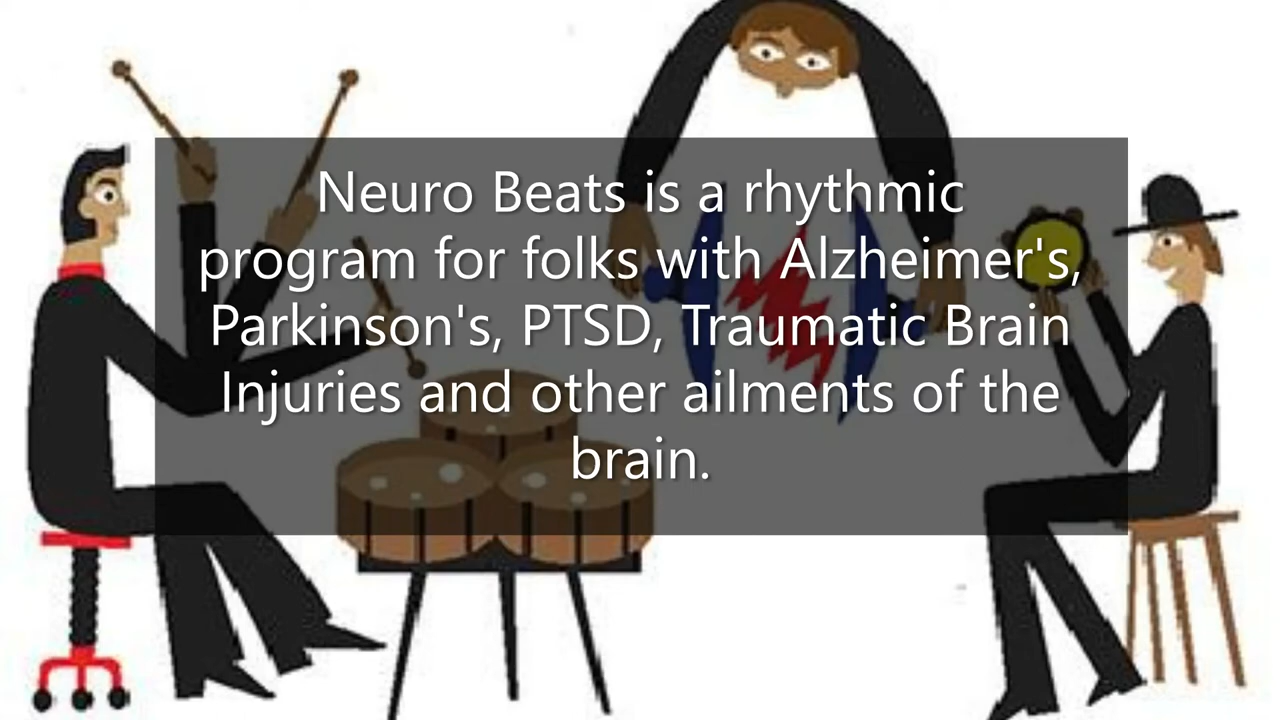 Neuro Beats is a rhythmic
program for folks with Alzheimer's,
Parkinson's, PTSD, Traumatic Brain
Injuries and other ailments of the
brain.